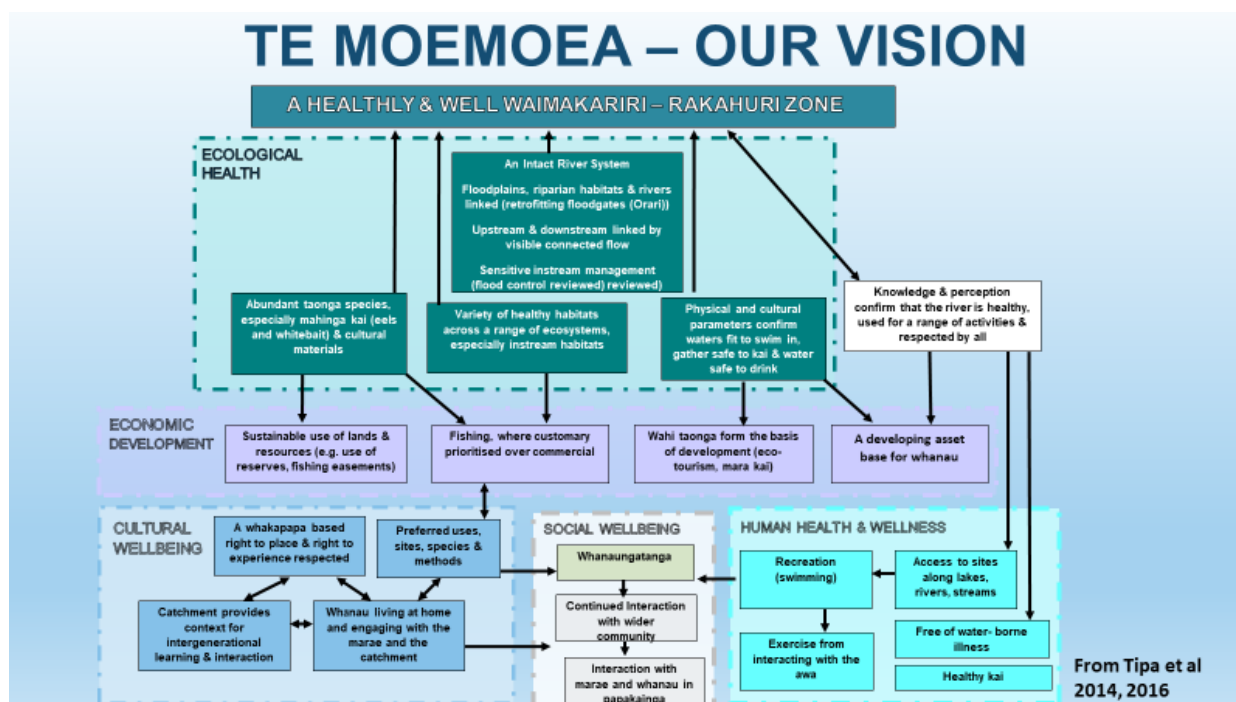 TE MOEMOEA – OUR VISION
A HEALTHLY & WELL WAIMAKARIRI – RAKAHURI ZONE
ECOLOGICAL
HEALTH
An Intact River System
Floodplains, riparian habitats & rivers
linked (retrofitting floodgates (Orari))
Upstream & downstream linked by
visible connected flow
Sensitive instream management
(flood control reviewed) reviewed)
Abundant taonga species,
especially mahinga kai (eels
and whitebait) & cultural
materials
Variety of healthy habitats
across a range of ecosystems,
especially instream habitats
Physical and cultural
parameters confirm
waters fit to swim in,
gather safe to kai & water
safe to drink
Knowledge & perception
confirm that the river is healthy,
used for a range of activities &
respected by all
ECONOMIC
DEVELOPMENT
Sustainable use of lands &
resources (e.g. use of
reserves, fishing easements)
Fishing, where customary
prioritised over commercial
Wahi taonga form the basis
of development (eco-
tourism, mara kai)
A developing asset
base for whanau
CULTURAL
WELLBEING
A whakapapa based
right to place & right to
experience respected
Preferred uses,
sites, species &
methods
Catchment provides
context for
intergenerational
learning & interaction
Whanau living at home
and engaging with the
marae and the
catchment
SOCIAL WELLBEING
Whanaungatanga
Continued Interaction
with wider
community
Interaction with
marae and whanau in
papakainga
HUMAN HEALTH & WELLNESS
Recreation
(swimming)
Access to sites
along lakes,
rivers, streams
Exercise from
interacting with the
awa
Free of water- borne
illness
Healthy kai
From Tipa et al
2014, 2016